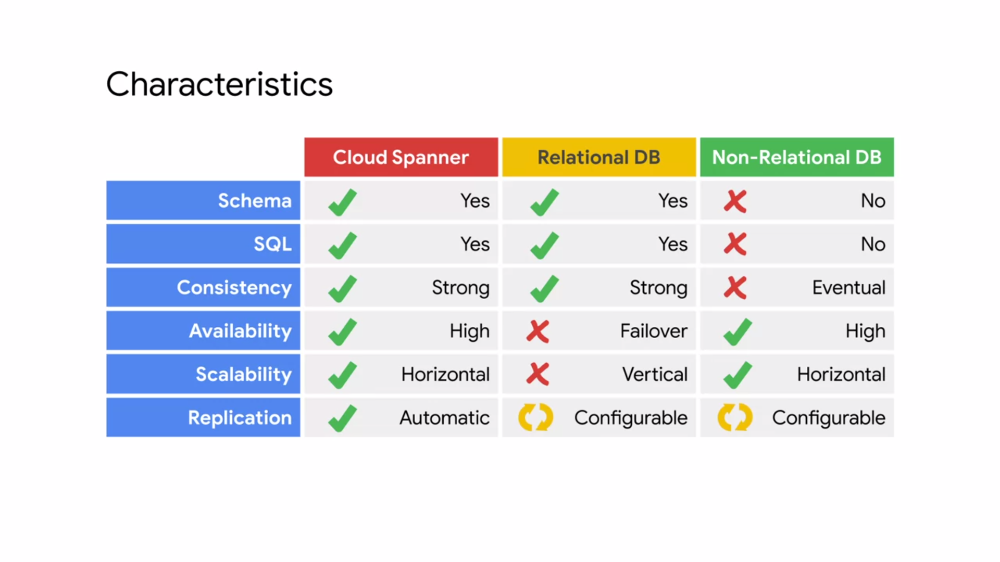 Characteristics
Cloud Spanner Relational DB Non-Relational DB
Schema Yes Yes No
SQL Yes Yes No
Consistency Strong Strong Eventual
Availability High Failover High
Scalability Horizontal Vertical Horizontal
Replication Automatic Configurable Configurable